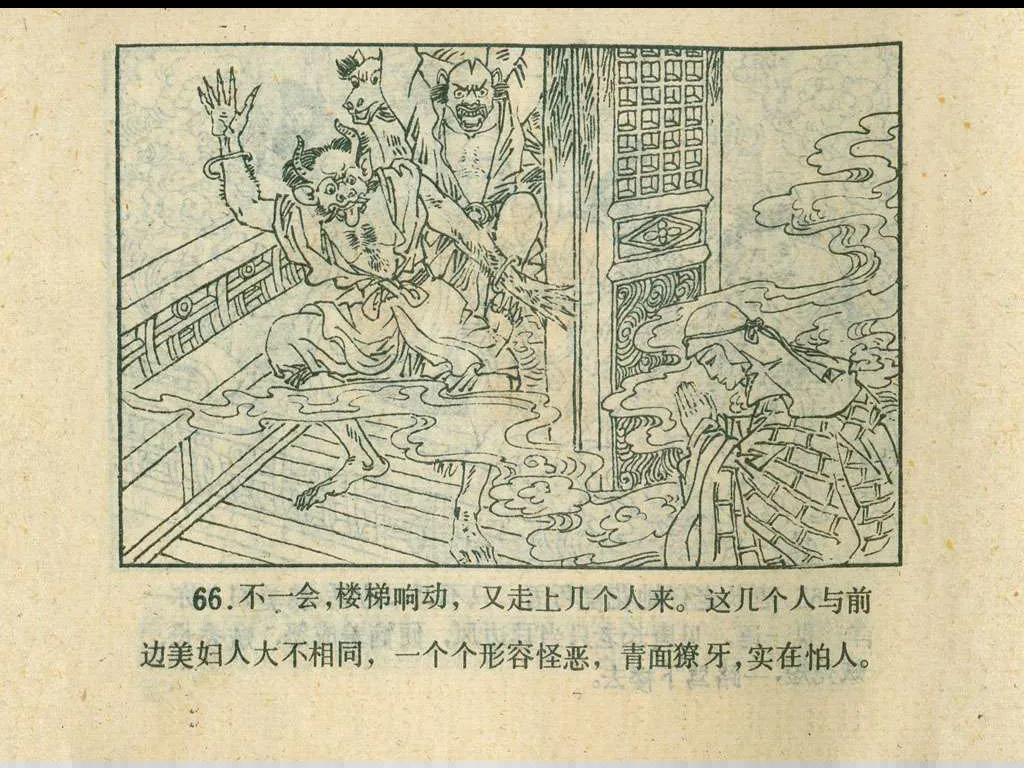 66.不一会,楼梯响动，又走上几个人来。这几个人与前
边美妇人大不相同，一个个形容怪恶，青面獠牙,实在怕人。